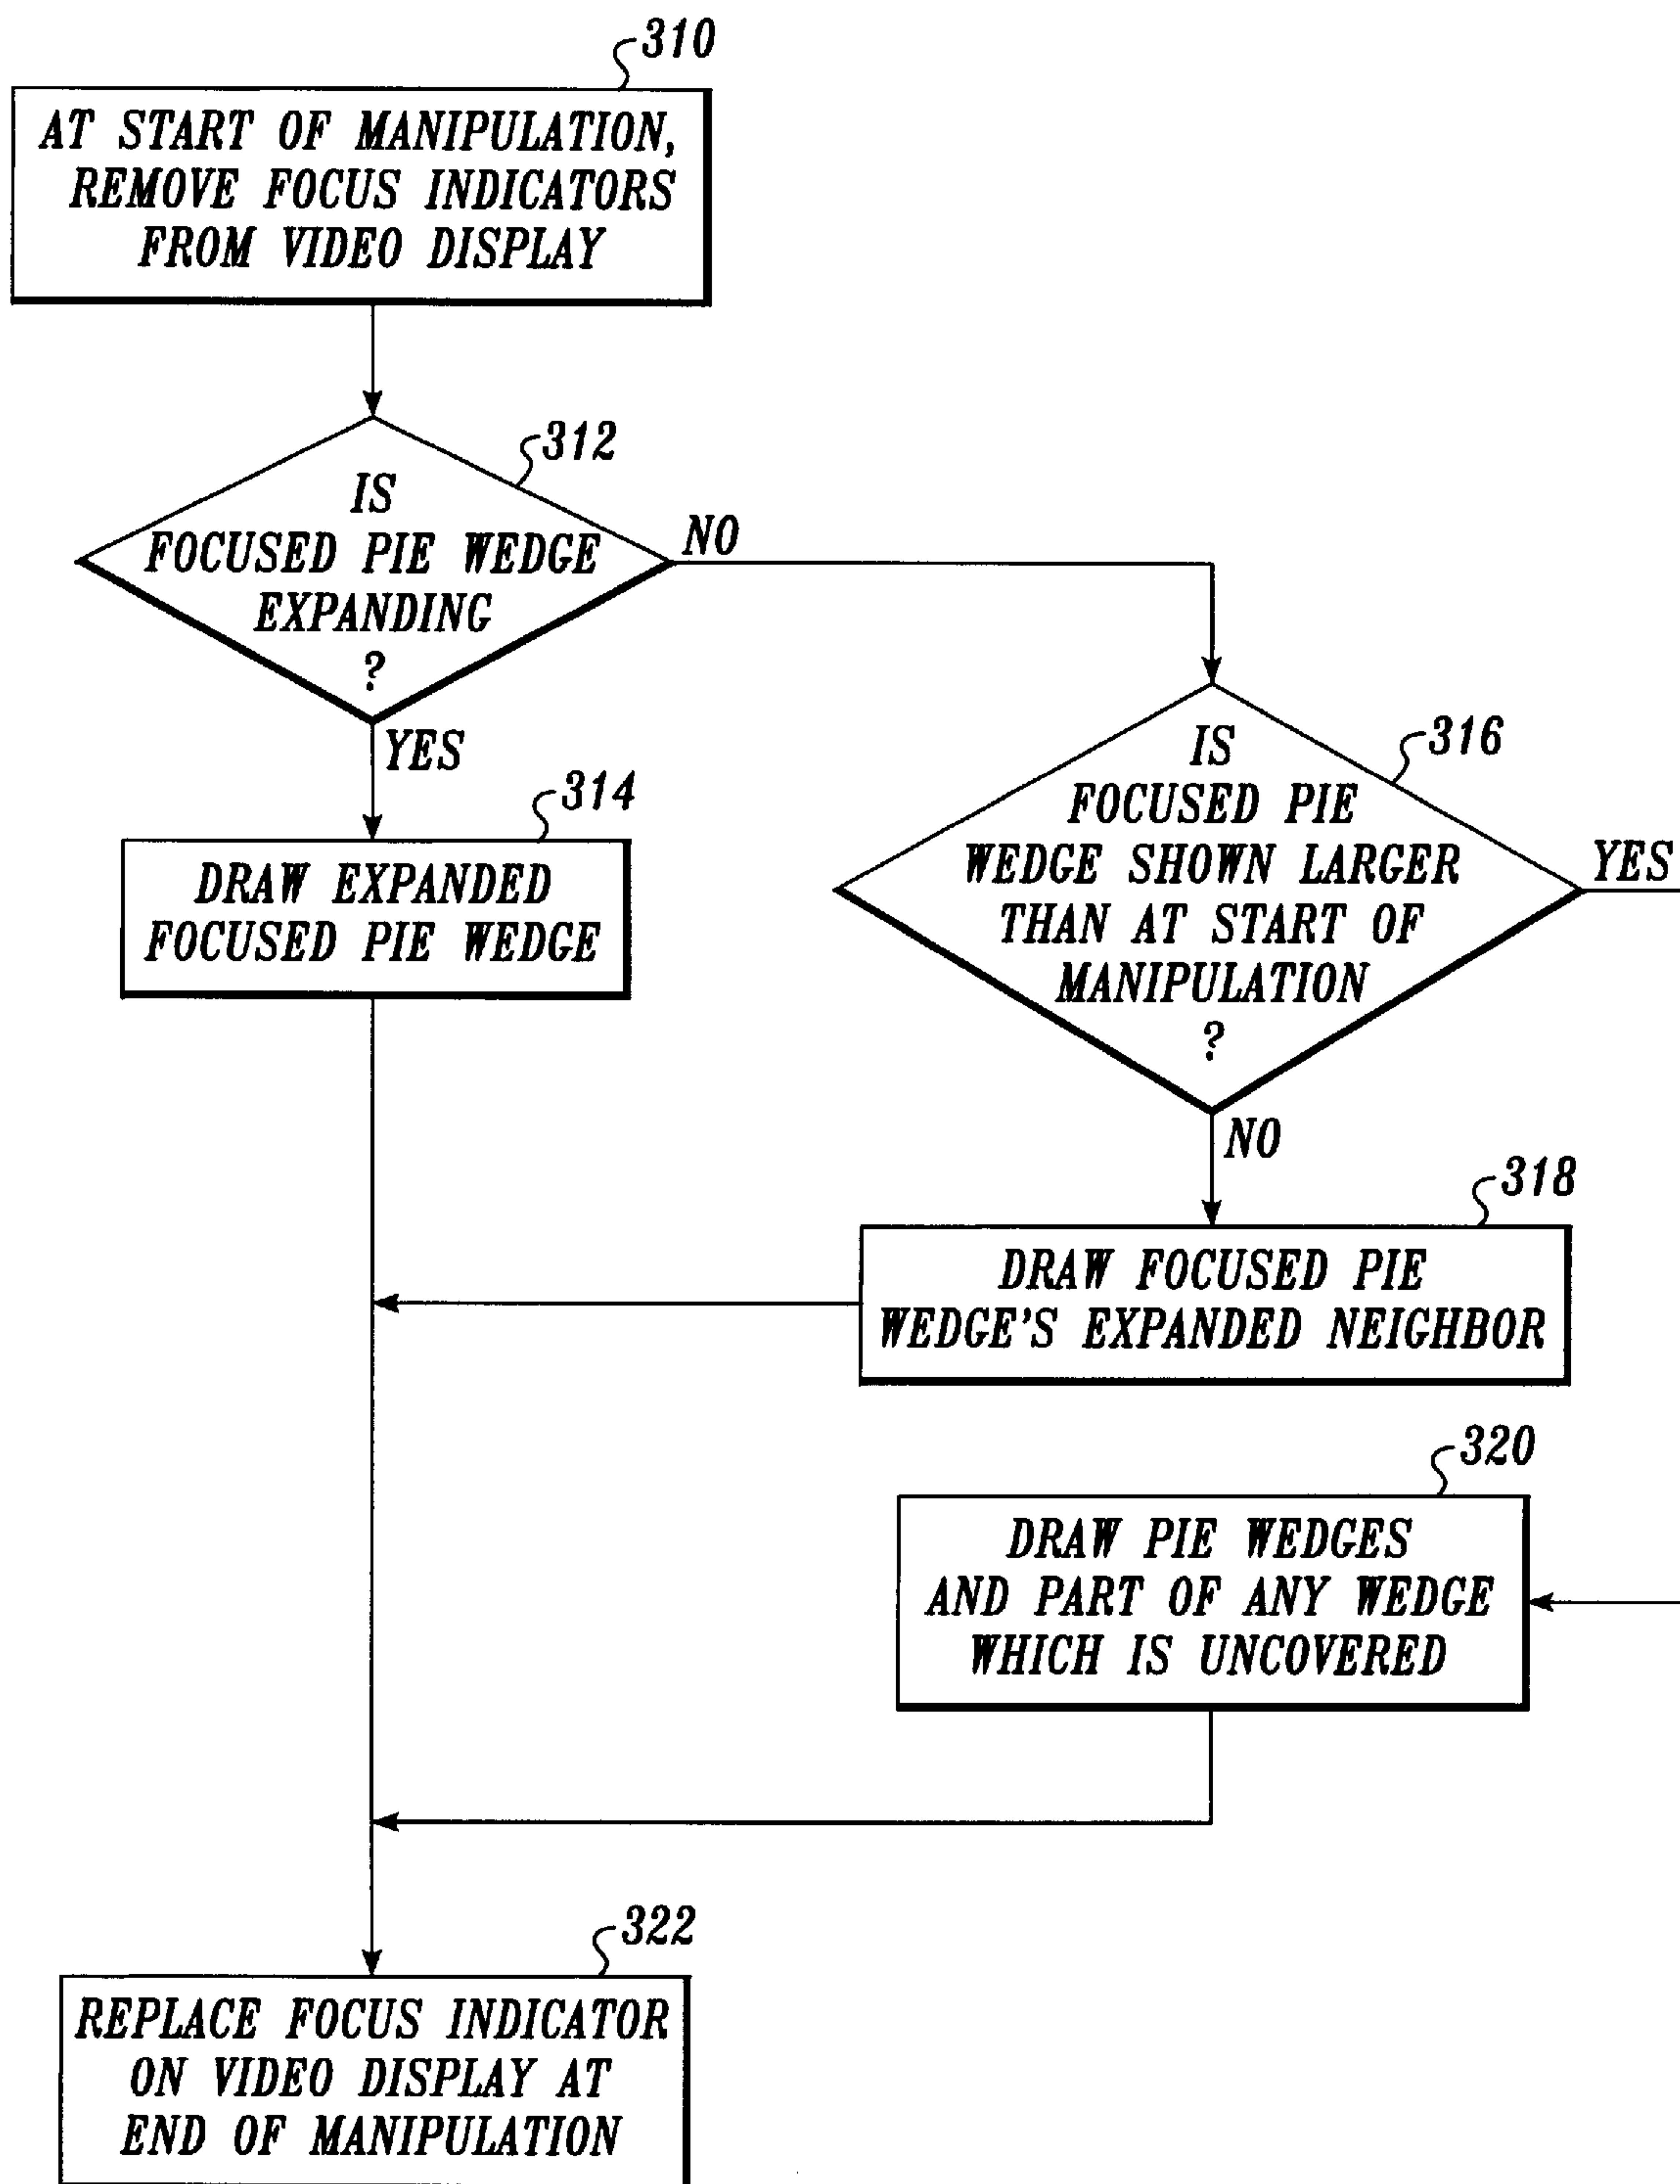 310
AT START OF MANIPULATION,
REMOVE FOCUS INDICATORS
FROM VIDEO DISPLAY
312
IS
FOCUSED PIE WEDGE
EXPANDING
?
NO
YES
314
DRAW EXPANDED
FOCUSED PIE WEDGE
316
IS
FOCUSED PIE
WEDGE SHOWN LARGER
THAN AT START OF
MANIPULATION
?
YES
NO
318
DRAW FOCUSED PIE
WEDGE'S EXPANDED NEIGHBOR
320
DRAW PIE WEDGES
AND PART OF ANY WEDGE
WHICH IS UNCOVERED
322
REPLACE FOCUS INDICATOR
ON VIDEO DISPLAY AT
END OF MANIPULATION